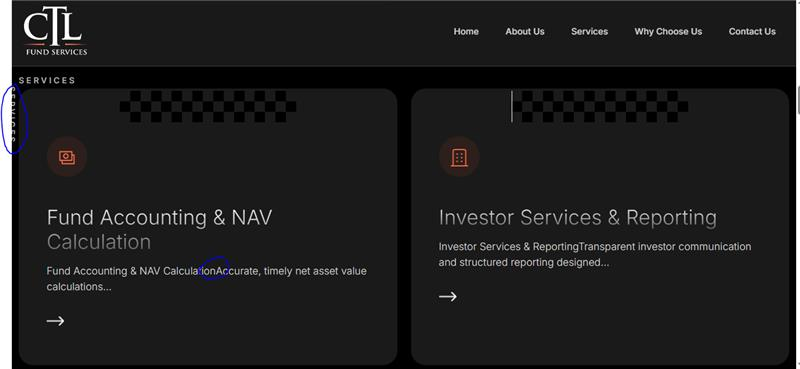 CTL
FUND SERVICES
Home About Us Services Why Choose Us Contact Us
SERVICES
SERVICES
Fund Accounting & NAV
Calculation
Fund Accounting & NAV CalculationAccurate, timely net asset value
calculations...
Investor Services & Reporting
Investor Services & ReportingTransparent investor communication
and structured reporting designed...